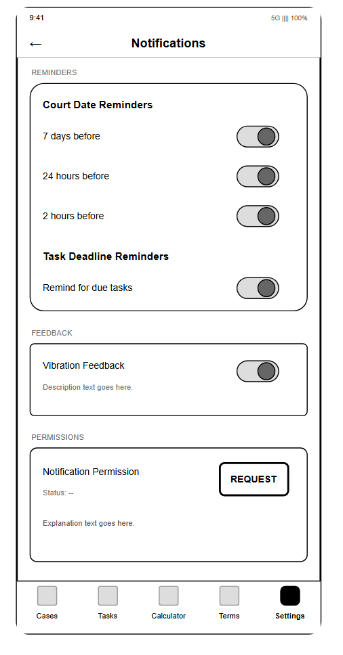 9:41 5G |||| 100%
← Notifications
REMINDERS
Court Date Reminders
7 days before
24 hours before
2 hours before
Task Deadline Reminders
Remind for due tasks
FEEDBACK
Vibration Feedback
Description text goes here.
PERMISSIONS
Notification Permission
REQUEST
Status: --
Explanation text goes here.
Cases Tasks Calculator Terms Settings